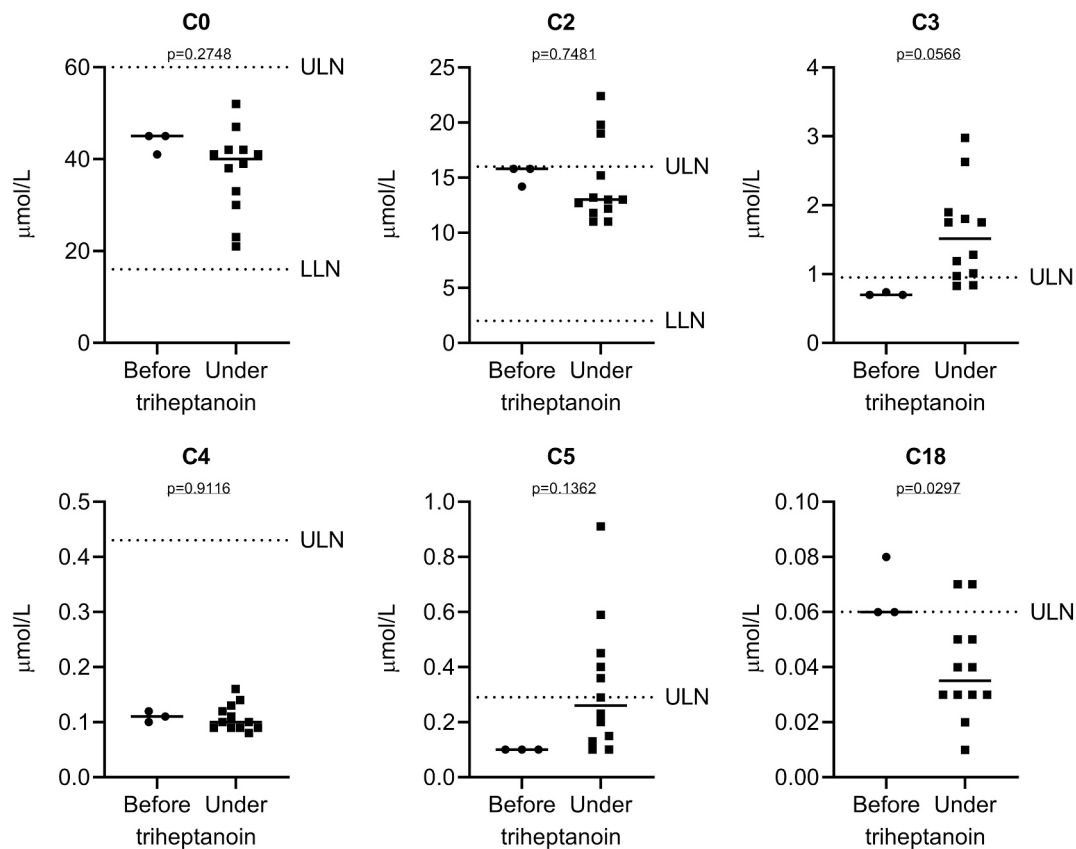 C0
p=0.2748
60
40
20
0
µmol/L
ULN
LLN
Before Under
triheptanoin
C2
p=0.7481
25
20
15
10
5
0
µmol/L
ULN
LLN
Before Under
triheptanoin
C3
p=0.0566
4
3
2
1
0
µmol/L
ULN
Before Under
triheptanoin
C4
p=0.9116
0.5
0.4
0.3
0.2
0.1
0.0
µmol/L
ULN
Before Under
triheptanoin
C5
p=0.1362
1.0
0.8
0.6
0.4
0.2
0.0
µmol/L
ULN
Before Under
triheptanoin
C18
p=0.0297
0.10
0.08
0.06
0.04
0.02
0.00
µmol/L
ULN
Before Under
triheptanoin